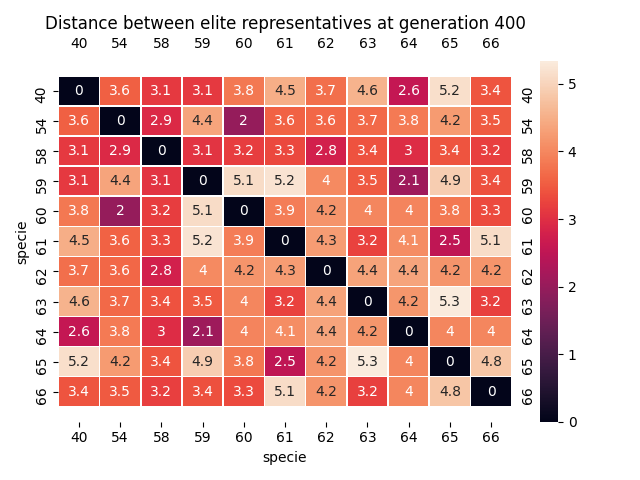 Distance between elite representatives at generation 400
40 54 58 59 60 61 62 63 64 65 66
40 0 3.6 3.1 3.1 3.8 4.5 3.7 4.6 2.6 5.2 3.4 40
54 3.6 0 2.9 4.4 2 3.6 3.6 3.7 3.8 4.2 3.5 54
58 3.1 2.9 0 3.1 3.2 3.3 2.8 3.4 3 3.4 3.2 58
59 3.1 4.4 3.1 0 5.1 5.2 4 3.5 2.1 4.9 3.4 59
60 3.8 2 3.2 5.1 0 3.9 4.2 4 4 3.8 3.3 60
61 4.5 3.6 3.3 5.2 3.9 0 4.3 3.2 4.1 2.5 5.1 61
62 3.7 3.6 2.8 4 4.2 4.3 0 4.4 4.4 4.2 4.2 62
63 4.6 3.7 3.4 3.5 4 3.2 4.4 0 4.2 5.3 3.2 63
64 2.6 3.8 3 2.1 4 4.1 4.4 4.2 0 4 4 64
65 5.2 4.2 3.4 4.9 3.8 2.5 4.2 5.3 4 0 4.8 65
66 3.4 3.5 3.2 3.4 3.3 5.1 4.2 3.2 4 4.8 0 66
40 54 58 59 60 61 62 63 64 65 66
specie
specie
5
4
3
2
1
0